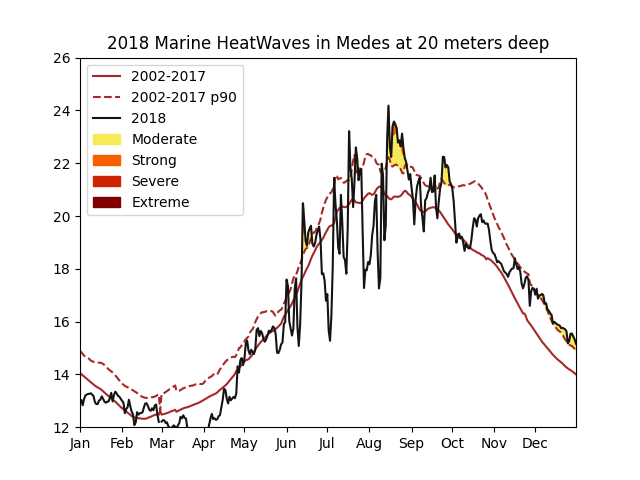 2018 Marine HeatWaves in Medes at 20 meters deep
26
24
22
20
18
16
14
12
2002-2017
2002-2017 p90
2018
Moderate
Strong
Severe
Extreme
Jan Feb Mar Apr May Jun Jul Aug Sep Oct Nov Dec